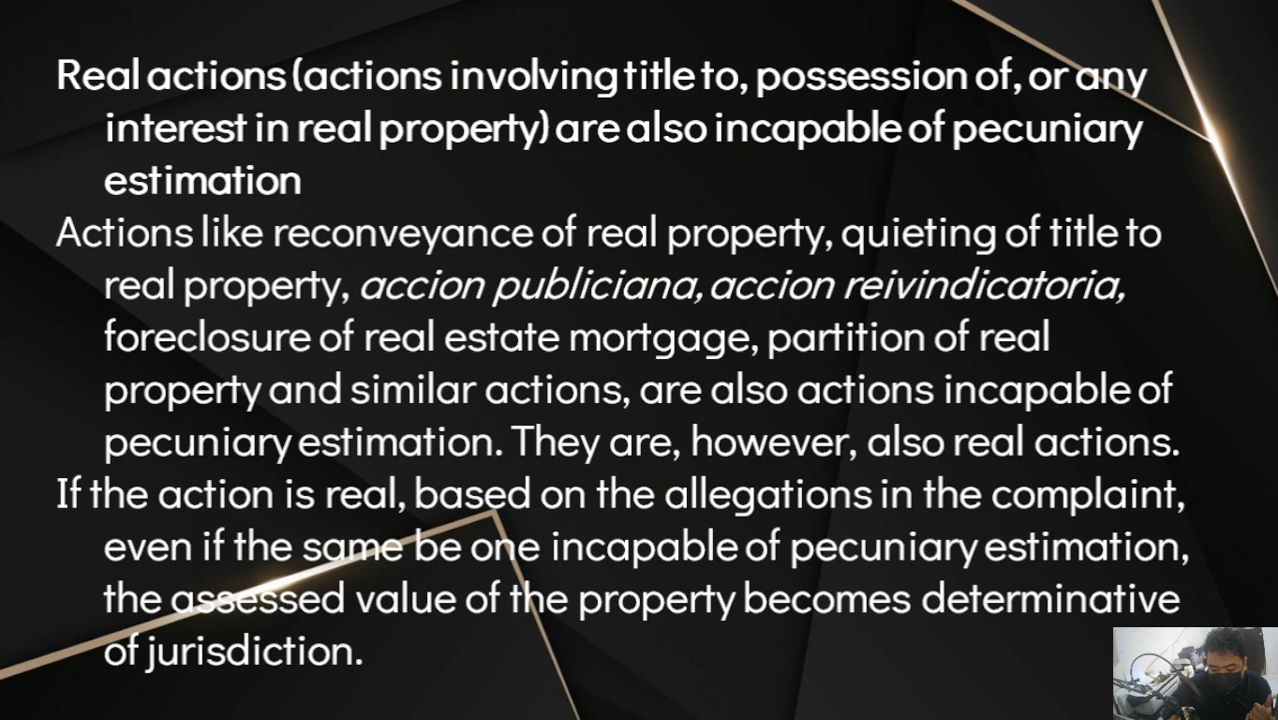 Real actions (actions involving title to, possession of, or any
interest in real property) are also incapable of pecuniary
estimation
Actions like reconveyance of real property, quieting of title to
real property, accion publiciana, accion reivindicatoria,
foreclosure of real estate mortgage, partition of real
property and similar actions, are also actions incapable of
pecuniary estimation. They are, however, also real actions.
If the action is real, based on the allegations in the complaint,
even if the same be one incapable of pecuniary estimation,
the assessed value of the property becomes determinative
of jurisdiction.